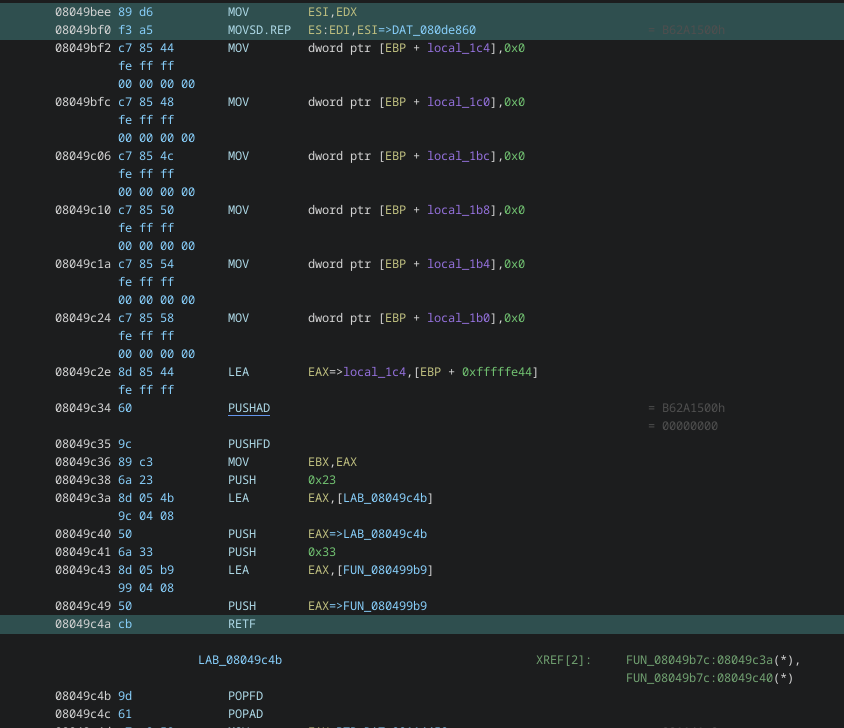 08049bee 89 d6 MOV ESI,EDX
08049bf0 f3 a5 MOVSD.REP ES:EDI,ESI=>DAT_080de860 = B62A1500h
08049bf2 c7 85 44 MOV dword ptr [EBP + local_1c4],0x0
fe ff ff
00 00 00 00
08049bfc c7 85 48 MOV dword ptr [EBP + local_1c0],0x0
fe ff ff
00 00 00 00
08049c06 c7 85 4c MOV dword ptr [EBP + local_1bc],0x0
fe ff ff
00 00 00 00
08049c10 c7 85 50 MOV dword ptr [EBP + local_1b8],0x0
fe ff ff
00 00 00 00
08049c1a c7 85 54 MOV dword ptr [EBP + local_1b4],0x0
fe ff ff
00 00 00 00
08049c24 c7 85 58 MOV dword ptr [EBP + local_1b0],0x0
fe ff ff
00 00 00 00
08049c2e 8d 85 44 LEA EAX=>local_1c4,[EBP + 0xfffffe44]
fe ff ff
08049c34 60 PUSHAD = B62A1500h
= 00000000
08049c35 9c PUSHFD
08049c36 89 c3 MOV EBX,EAX
08049c38 6a 23 PUSH 0x23
08049c3a 8d 05 4b LEA EAX,[LAB_08049c4b]
9c 04 08
08049c40 50 PUSH EAX=>LAB_08049c4b
08049c41 6a 33 PUSH 0x33
08049c43 8d 05 b9 LEA EAX,[FUN_080499b9]
99 04 08
08049c49 50 PUSH EAX=>FUN_080499b9
08049c4a cb RETF
LAB_08049c4b XREF[2]: FUN_08049b7c:08049c3a(*),
FUN_08049b7c:08049c40(*)
08049c4b 9d POPFD
08049c4c 61 POPAD